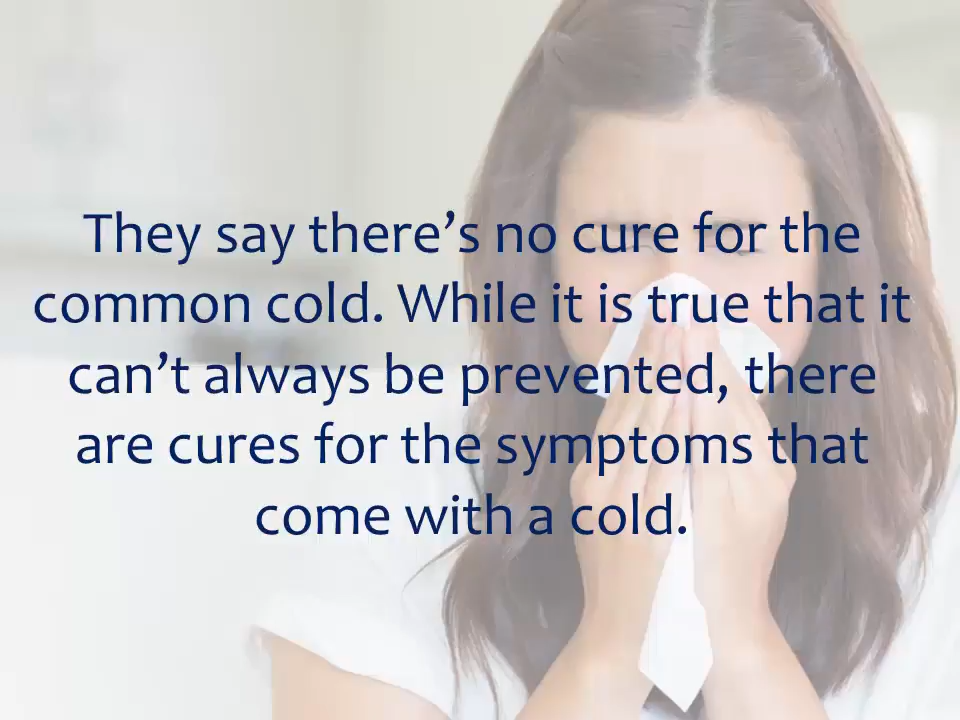 They say there’s no cure for the
common cold. While it is true that it
can’t always be prevented, there
are cures for the symptoms that
come with a cold.